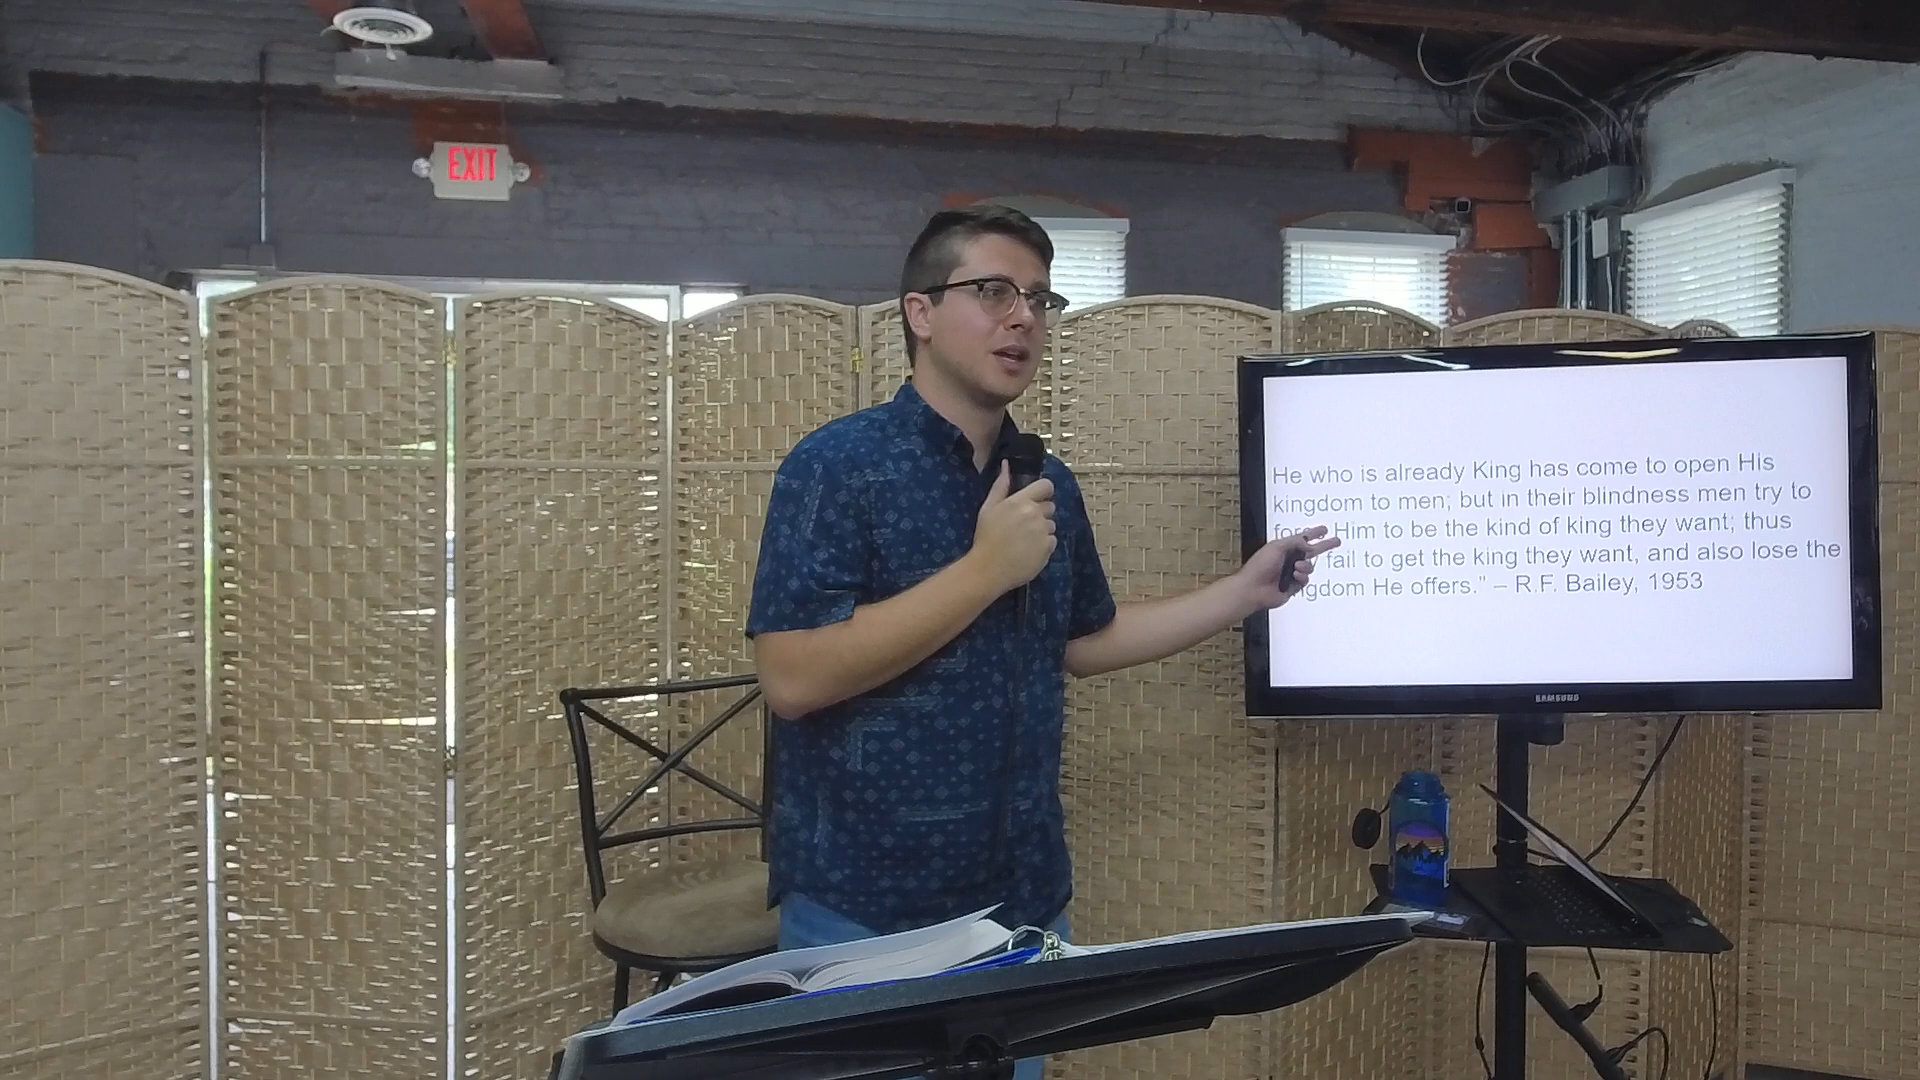 EXIT
He who is already King has come to open His
kingdom to men; but in their blindness men try to
Him to be the kind of king they want; thus
fail to get the king they want, and also lose the
He offers." – R.F. Bailey, 1953
SAMSUNG